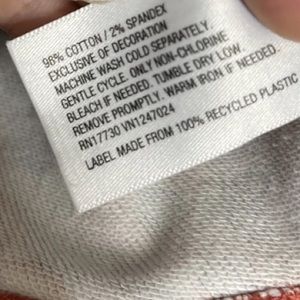 98% COTTON / 2% SPANDEX
EXCLUSIVE OF DECORATION
MACHINE WASH COLD SEPARATELY.
GENTLE CYCLE. ONLY NON-CHLORINE
BLEACH IF NEEDED. TUMBLE DRY LOW.
REMOVE PROMPTLY. WARM IRON IF NEEDED.
RN17730 VN1247024
LABEL MADE FROM 100% RECYCLED PLASTIC